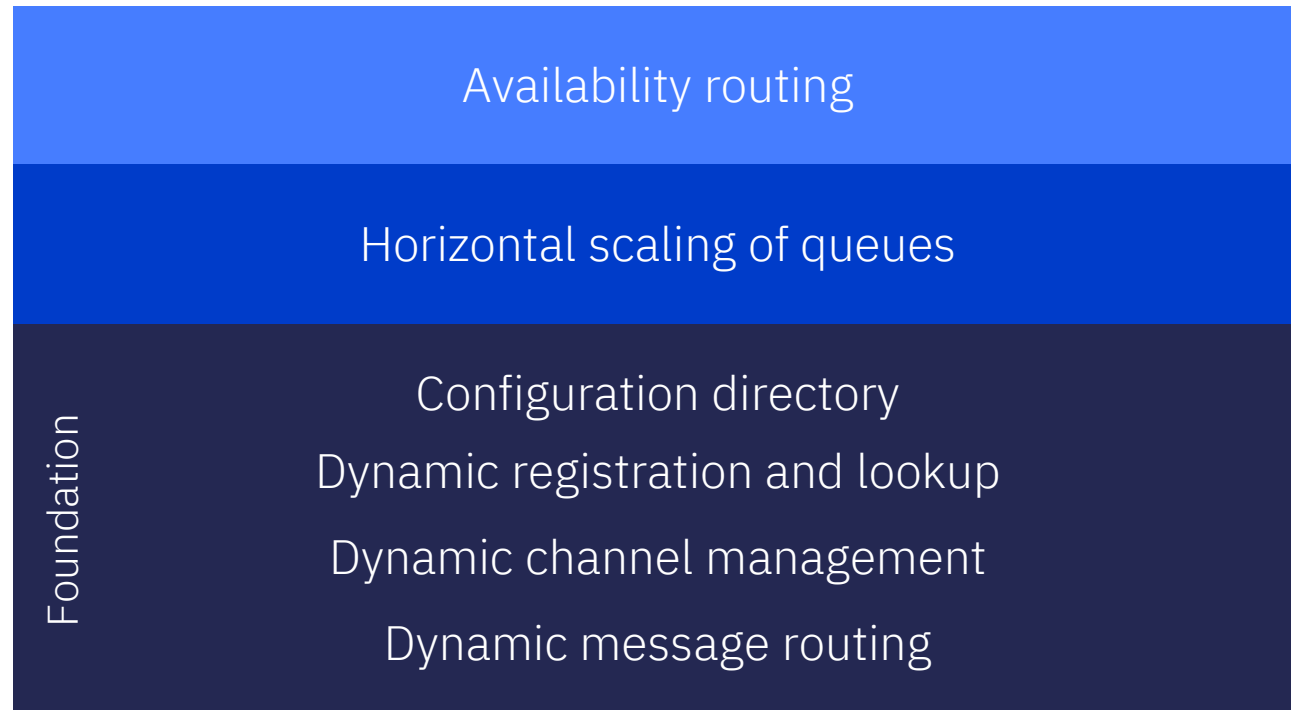 Availability routing
Horizontal scaling of queues
Foundation
Configuration directory
Dynamic registration and lookup
Dynamic channel management
Dynamic message routing